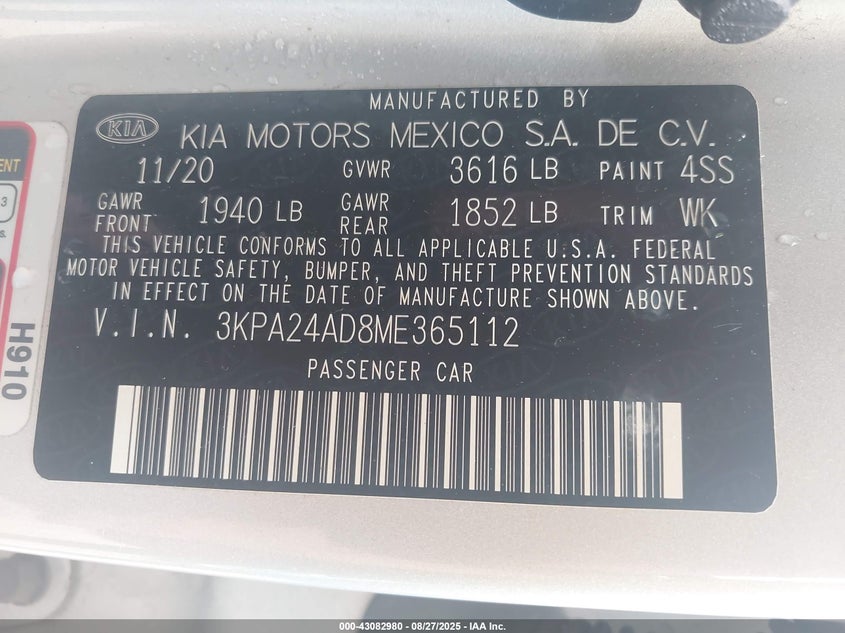 MANUFACTURED BY
KIA KIA MOTORS MEXICO S.A. DE C.V.
11/20 GVWR 3616 LB PAINT 4SS
GAWR FRONT 1940 LB GAWR REAR 1852 LB TRIM WK
THIS VEHICLE CONFORMS TO ALL APPLICABLE U.S.A. FEDERAL
MOTOR VEHICLE SAFETY, BUMPER, AND THEFT PREVENTION STANDARDS
IN EFFECT ON THE DATE OF MANUFACTURE SHOWN ABOVE.
V.I.N. 3KPA24AD8ME365112
PASSENGER CAR
ENT
3
s.
H910
000-43082980 - 08/27/2025 - IAA Inc.